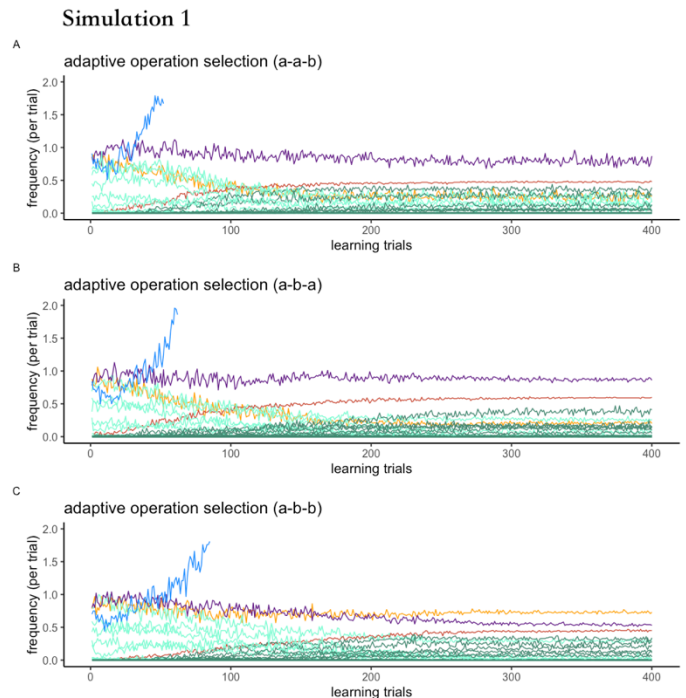 Simulation 1
A
adaptive operation selection (a-a-b)
frequency (per trial)
2.0
1.5
1.0
0.5
0.0
0 100 200 300 400
learning trials
B
adaptive operation selection (a-b-a)
frequency (per trial)
2.0
1.5
1.0
0.5
0.0
0 100 200 300 400
learning trials
C
adaptive operation selection (a-b-b)
frequency (per trial)
2.0
1.5
1.0
0.5
0.0
0 100 200 300 400
learning trials